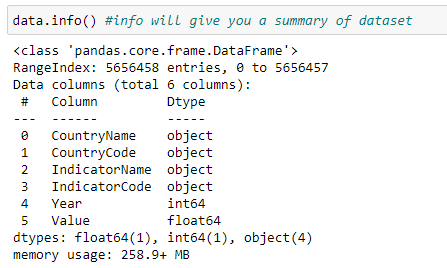 data.info() #info will give you a summary of dataset
<class 'pandas.core.frame.DataFrame'>
RangeIndex: 5656458 entries, 0 to 5656457
Data columns (total 6 columns):
 #   Column         Dtype
---  ------         -----
 0   CountryName    object
 1   CountryCode    object
 2   IndicatorName  object
 3   IndicatorCode  object
 4   Year           int64
 5   Value          float64
dtypes: float64(1), int64(1), object(4)
memory usage: 258.9+ MB